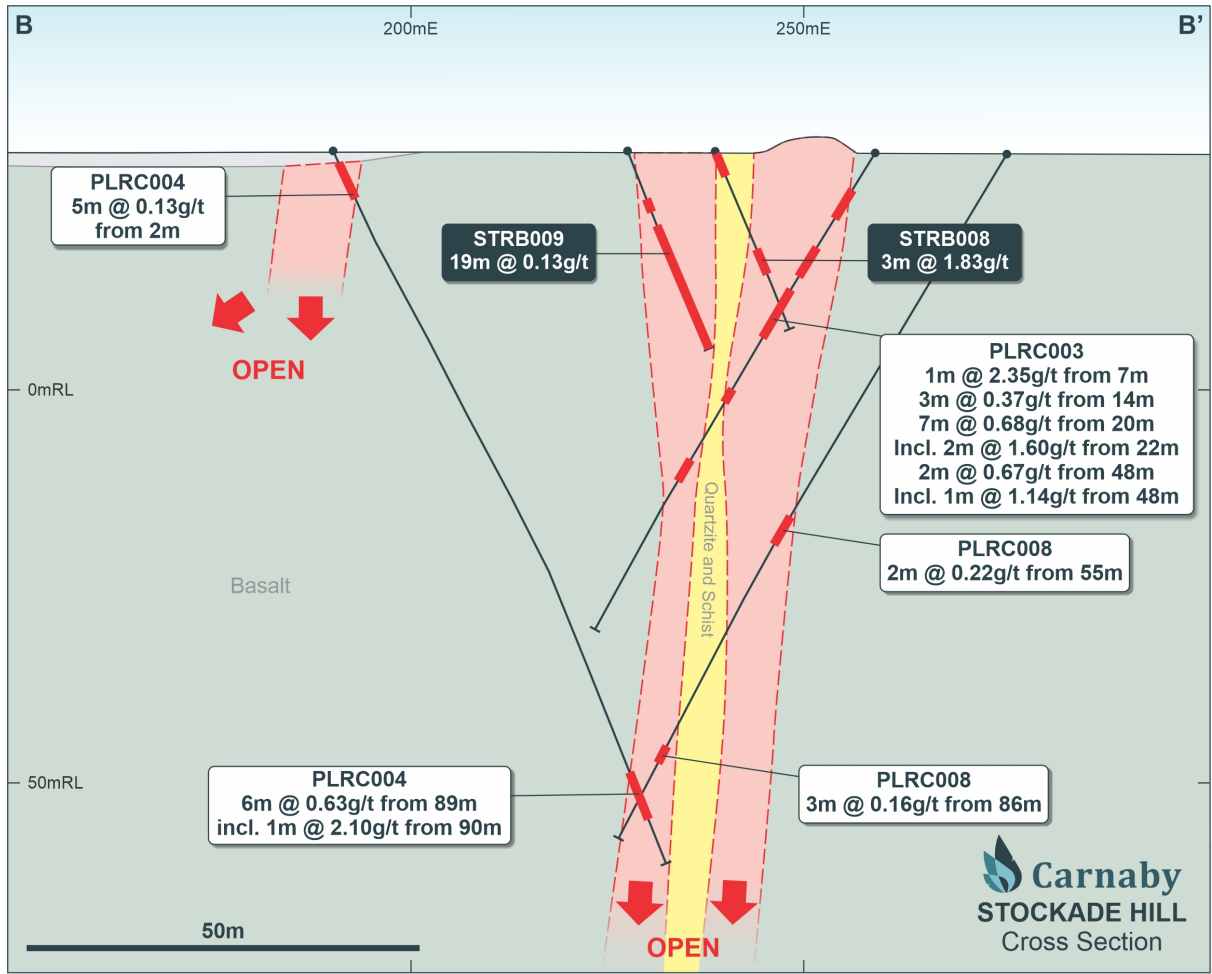 B
200mE
250mE
B'
PLRC004
5m @ 0.13g/t
from 2m
STRB009
19m @ 0.13g/t
STRB008
3m @ 1.83g/t
OPEN
0mRL
PLRC003
1m @ 2.35g/t from 7m
3m @ 0.37g/t from 14m
7m @ 0.68g/t from 20m
Incl. 2m @ 1.60g/t from 22m
2m @ 0.67g/t from 48m
Incl. 1m @ 1.14g/t from 48m
Quartzite and Schist
PLRC008
2m @ 0.22g/t from 55m
Basalt
50mRL
PLRC004
6m @ 0.63g/t from 89m
incl. 1m @ 2.10g/t from 90m
PLRC008
3m @ 0.16g/t from 86m
OPEN
50m
Carnaby
STOCKADE HILL
Cross Section